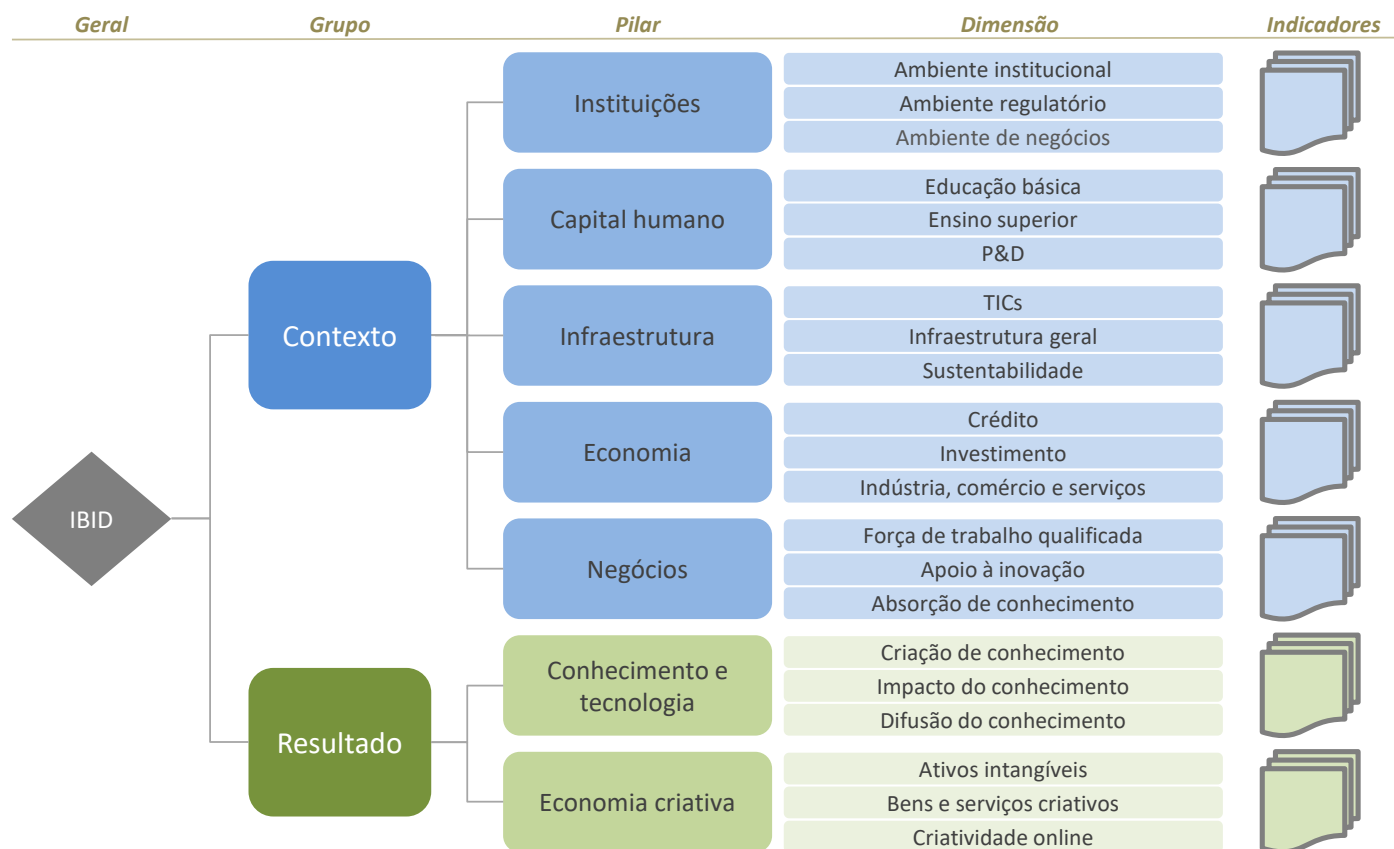 Geral Grupo Pilar Dimensão Indicadores
IBID
Contexto
Instituições
Ambiente institucional
Ambiente regulatório
Ambiente de negócios
Capital humano
Educação básica
Ensino superior
P&D
Infraestrutura
TICs
Infraestrutura geral
Sustentabilidade
Economia
Crédito
Investimento
Indústria, comércio e serviços
Negócios
Força de trabalho qualificada
Apoio à inovação
Absorção de conhecimento
Resultado
Conhecimento e
tecnologia
Criação de conhecimento
Impacto do conhecimento
Difusão do conhecimento
Economia criativa
Ativos intangíveis
Bens e serviços criativos
Criatividade online